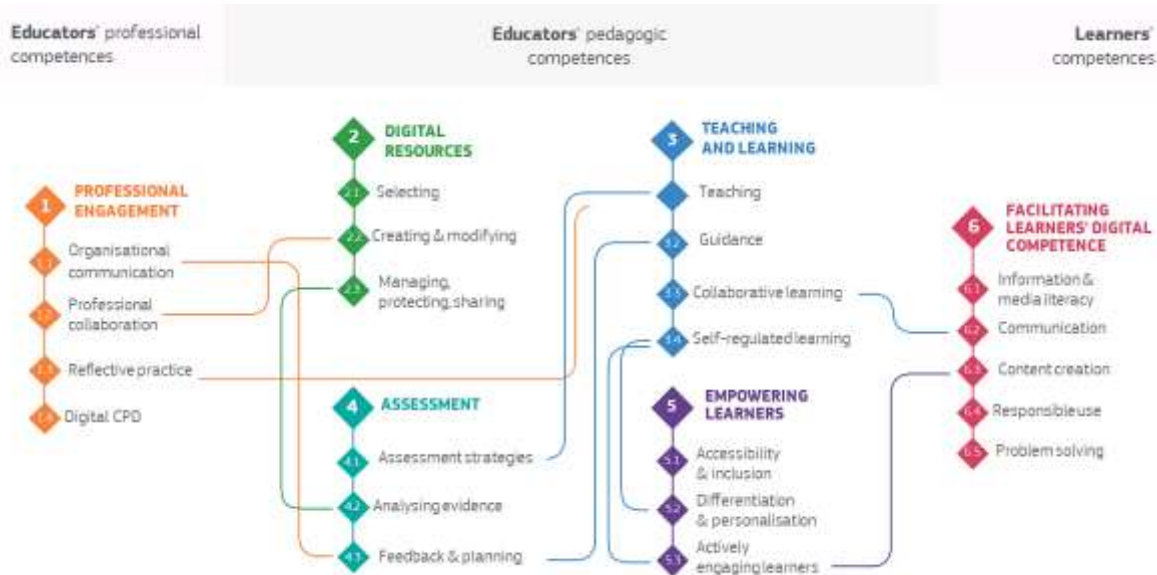 Educators' professional
competences
Educators' pedagogic
competences
Learners'
competences
1
PROFESSIONAL
ENGAGEMENT
1.1
Organisational
communication
1.2
Professional
collaboration
1.3
Reflective practice
1.4
Digital CPD
2
DIGITAL
RESOURCES
2.1
Selecting
2.2
Creating & modifying
2.3
Managing,
protecting, sharing
3
TEACHING
AND LEARNING
Teaching
3.2
Guidance
3.3
Collaborative learning
3.4
Self-regulated learning
4
ASSESSMENT
4.1
Assessment strategies
4.2
Analysing evidence
4.3
Feedback & planning
5
EMPOWERING
LEARNERS
5.1
Accessibility
& inclusion
5.2
Differentiation
& personalisation
5.3
Actively
engaging learners
6
FACILITATING
LEARNERS' DIGITAL
COMPETENCE
6.1
Information &
media literacy
6.2
Communication
6.3
Content creation
6.4
Responsible use
6.5
Problem solving